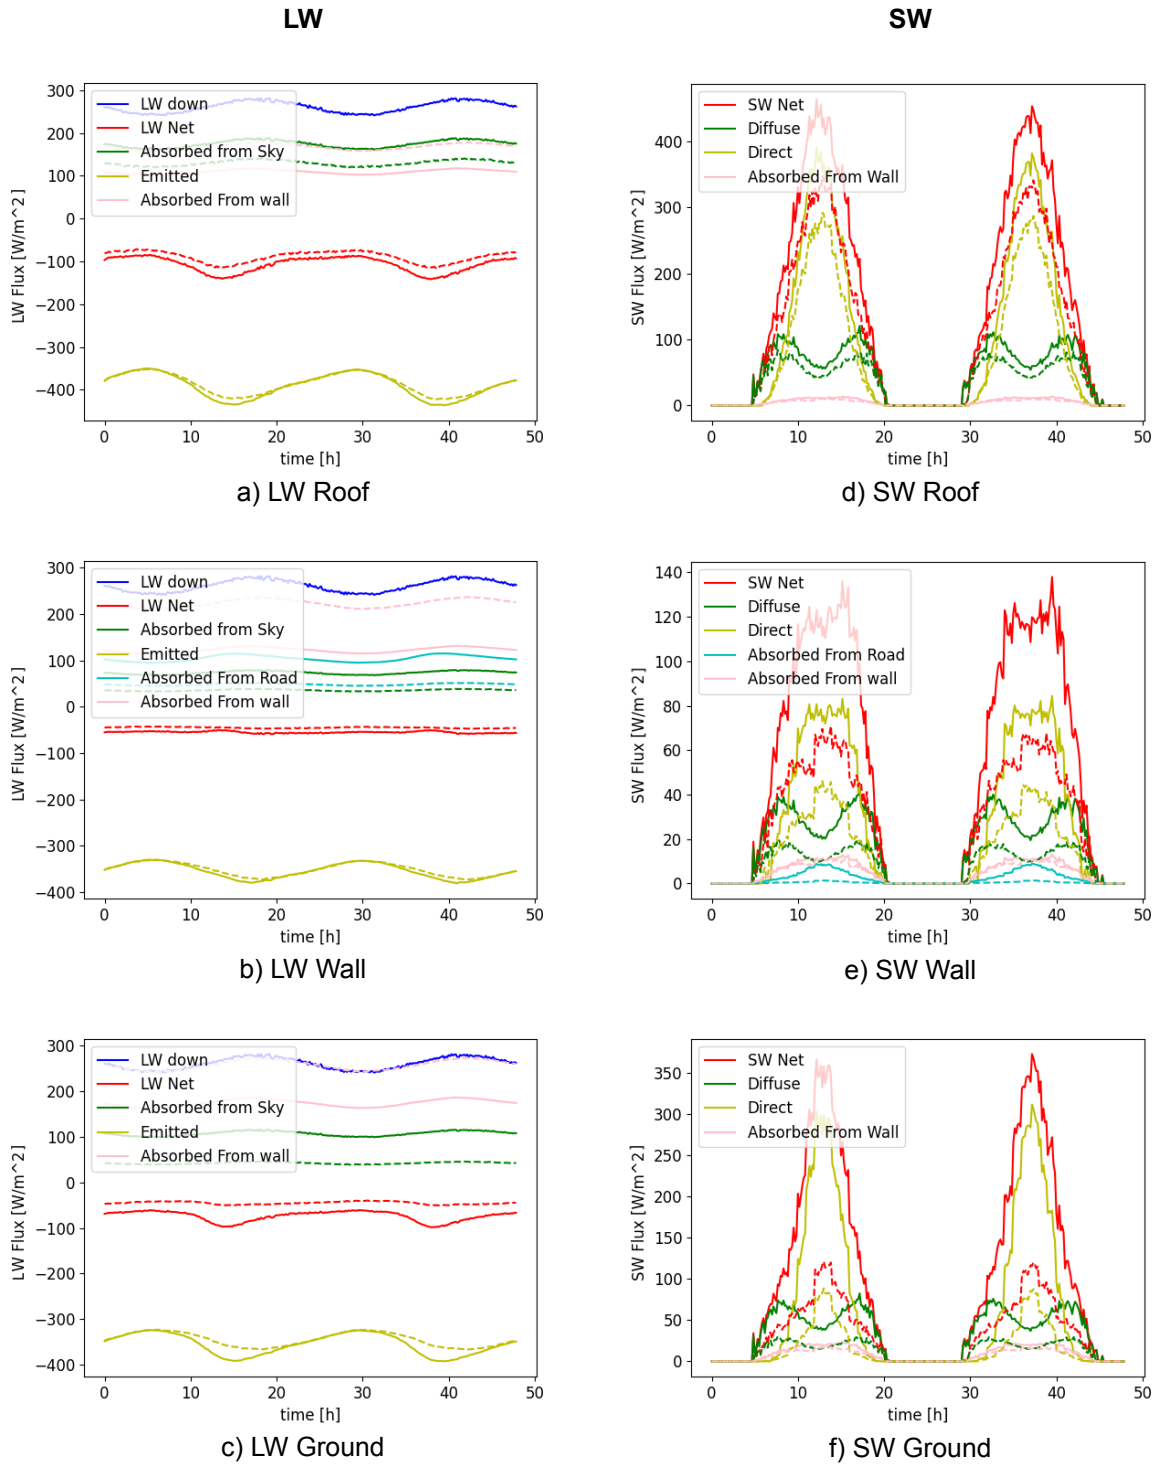 LW
SW
LW Flux [W/m^2]
300
200
100
0
−100
−200
−300
−400
LW down
LW Net
Absorbed from Sky
Emitted
Absorbed From wall
0
10
20
30
40
50
time [h]
a) LW Roof
SW Flux [W/m^2]
400
300
200
100
0
SW Net
Diffuse
Direct
Absorbed From Wall
0
10
20
30
40
50
time [h]
d) SW Roof
LW Flux [W/m^2]
300
200
100
0
−100
−200
−300
−400
LW down
LW Net
Absorbed from Sky
Emitted
Absorbed From Road
Absorbed From wall
0
10
20
30
40
50
time [h]
b) LW Wall
SW Flux [W/m^2]
140
120
100
80
60
40
20
0
SW Net
Diffuse
Direct
Absorbed From Road
Absorbed From wall
0
10
20
30
40
50
time [h]
e) SW Wall
LW Flux [W/m^2]
300
200
100
0
−100
−200
−300
−400
LW down
LW Net
Absorbed from Sky
Emitted
Absorbed From wall
0
10
20
30
40
50
time [h]
c) LW Ground
SW Flux [W/m^2]
350
300
250
200
150
100
50
0
SW Net
Diffuse
Direct
Absorbed From Wall
0
10
20
30
40
50
time [h]
f) SW Ground